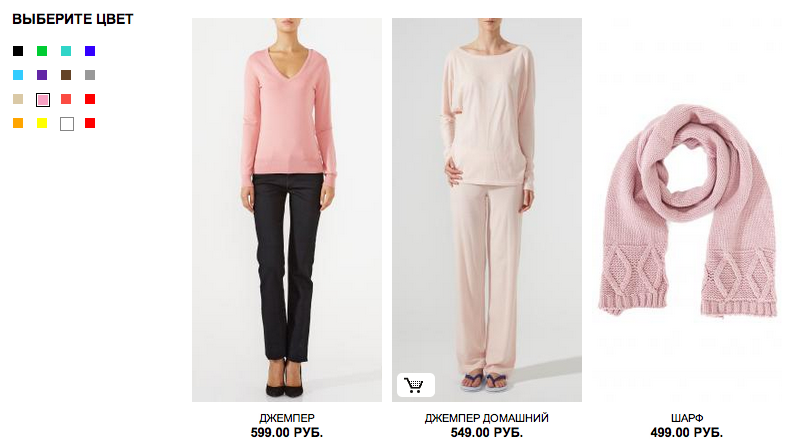 ВЫБЕРИТЕ ЦВЕТ
ДЖЕМПЕР
599.00 РУБ.
ДЖЕМПЕР ДОМАШНИЙ
549.00 РУБ.
ШАРФ
499.00 РУБ.